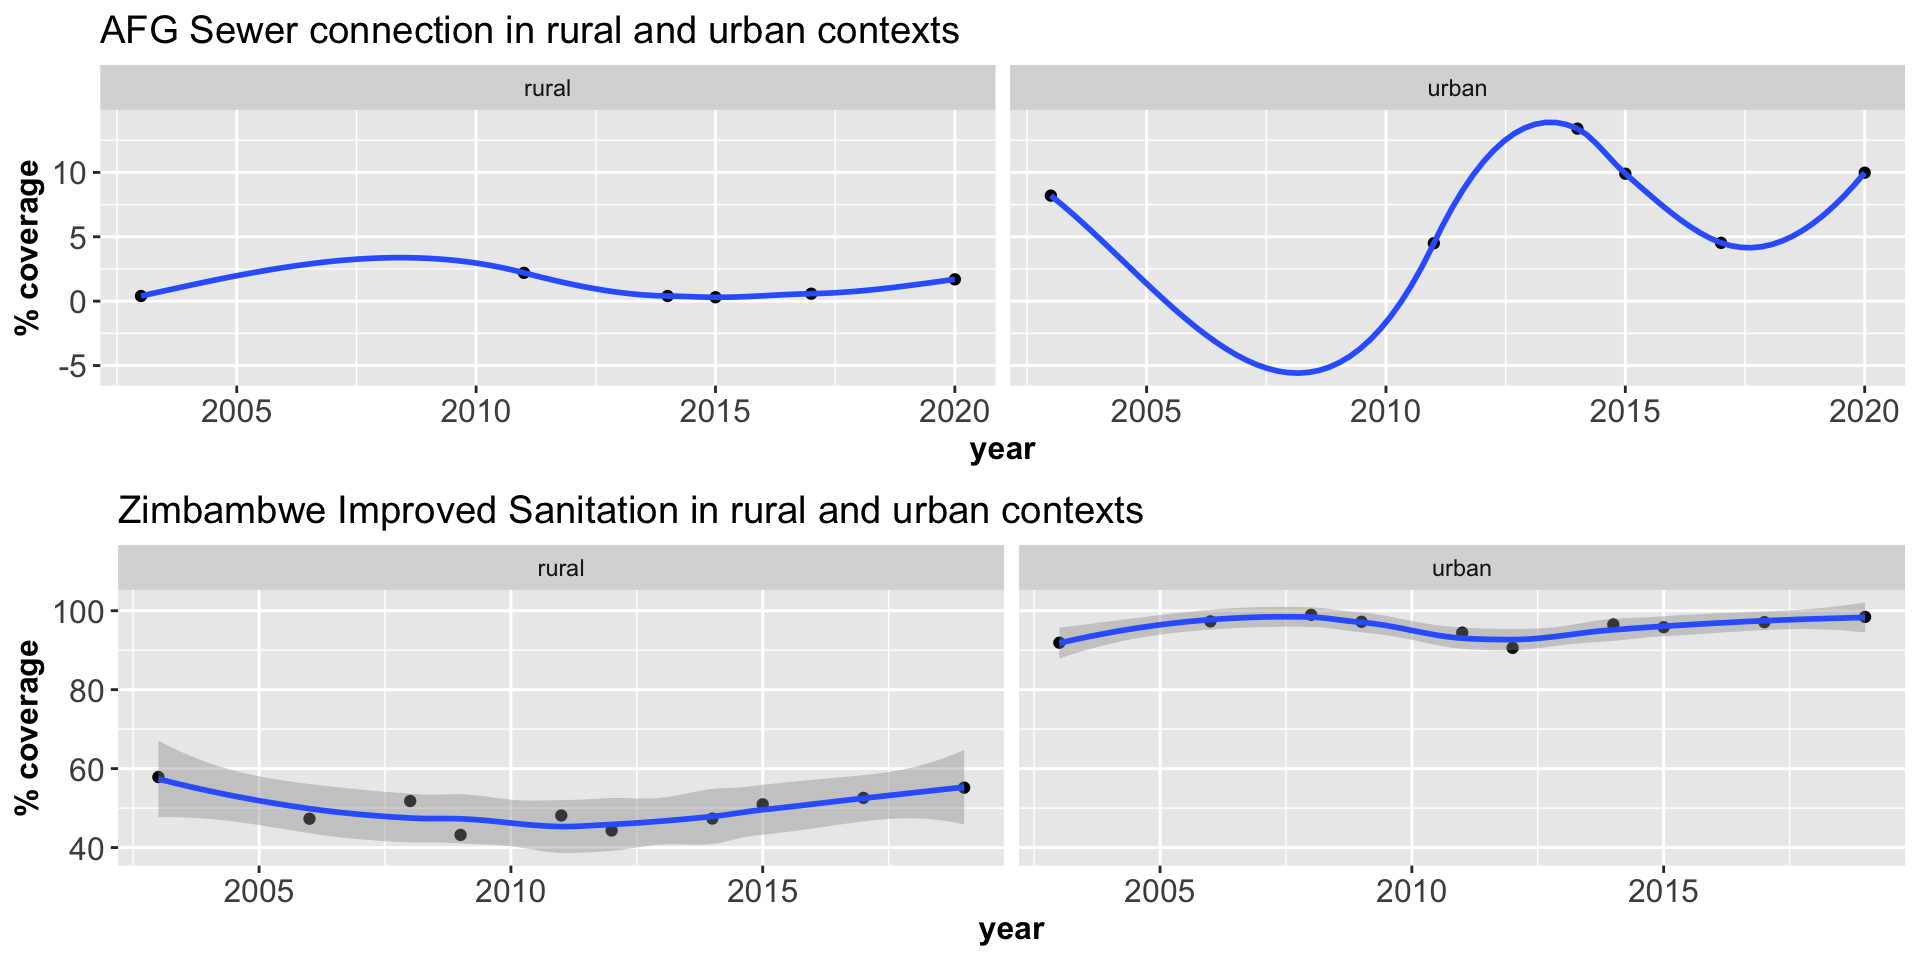 AFG Sewer connection in rural and urban contexts
rural
urban
% coverage
10
5
0
-5
2005 2010 2015 2020
2005 2010 2015 2020
year
Zimbambwe Improved Sanitation in rural and urban contexts
rural
urban
% coverage
100
80
60
40
2005 2010 2015
2005 2010 2015
year